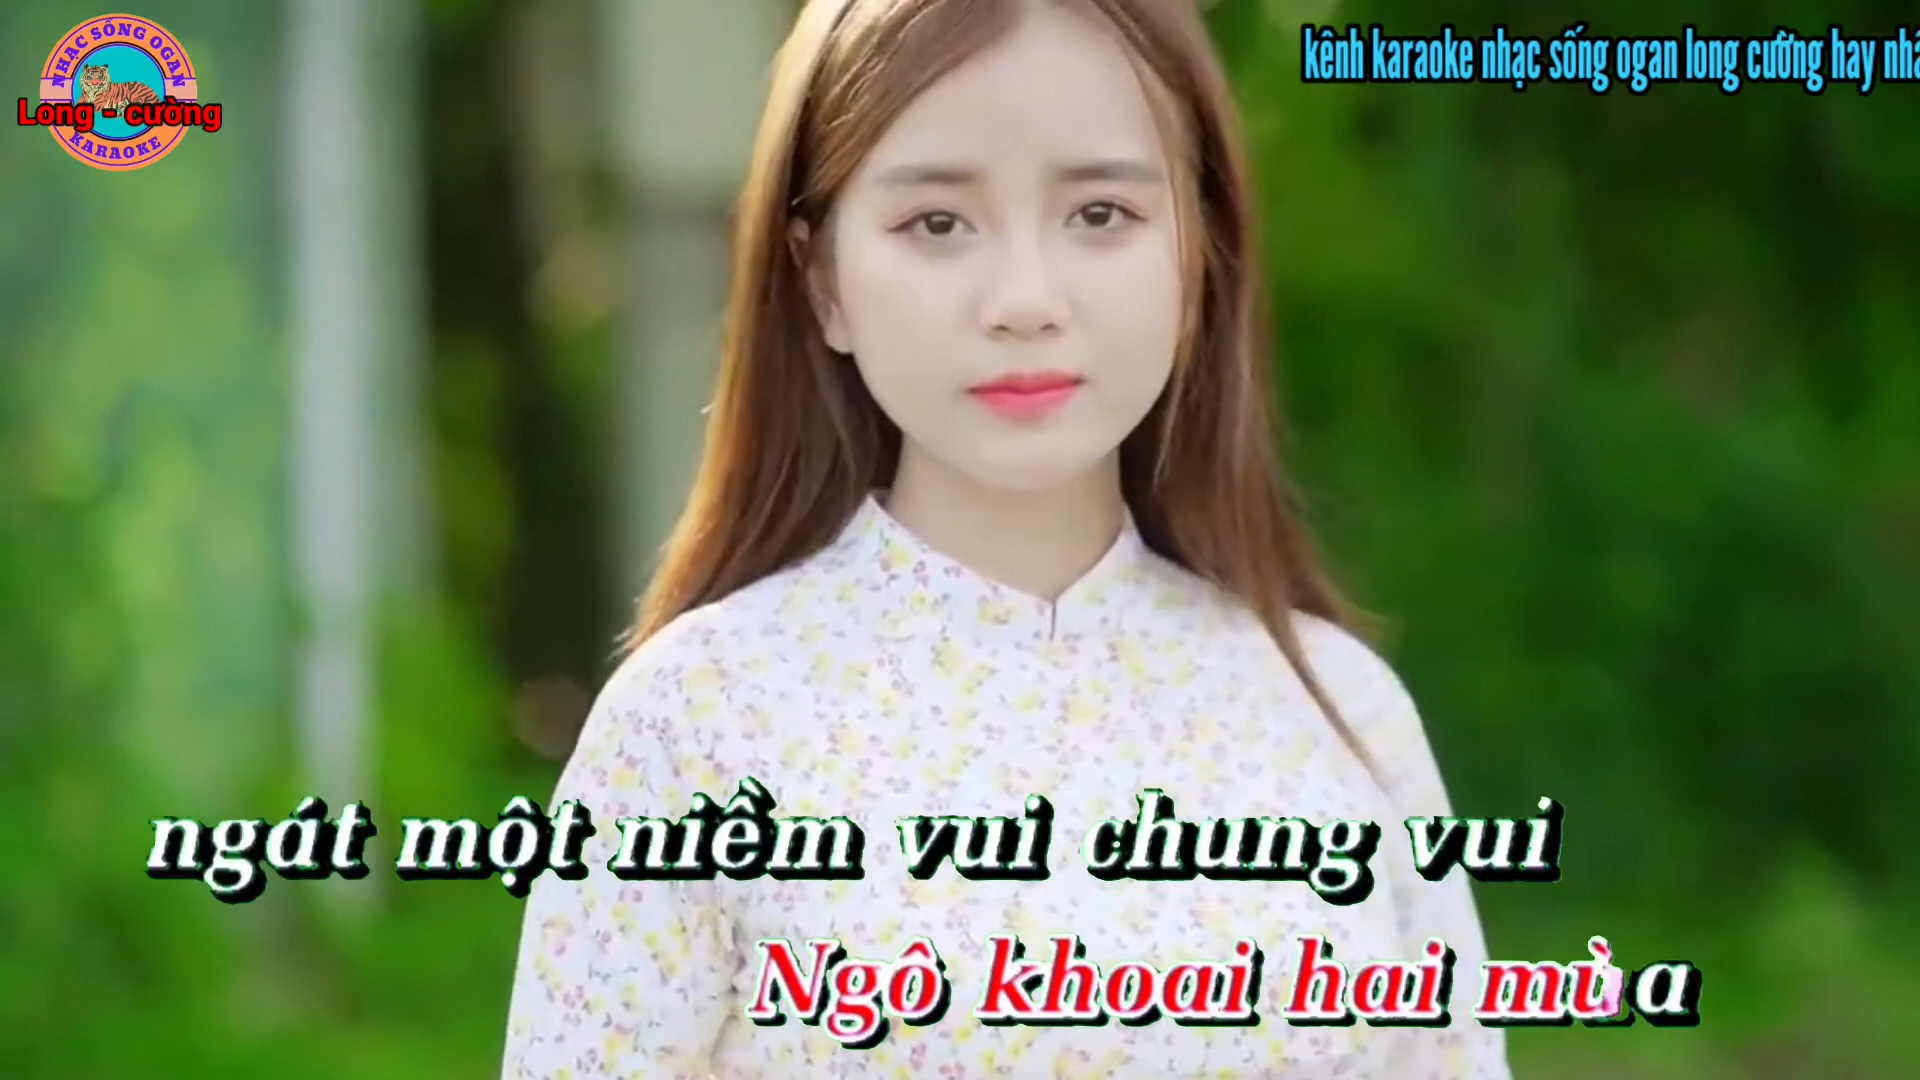 NHẠC SỐNG OGAN
Long - cường
KARAOKE
kênh karaoke nhạc sống ogan long cường hay
ngát một niềm vui chung vui
Ngô khoai hai mùa